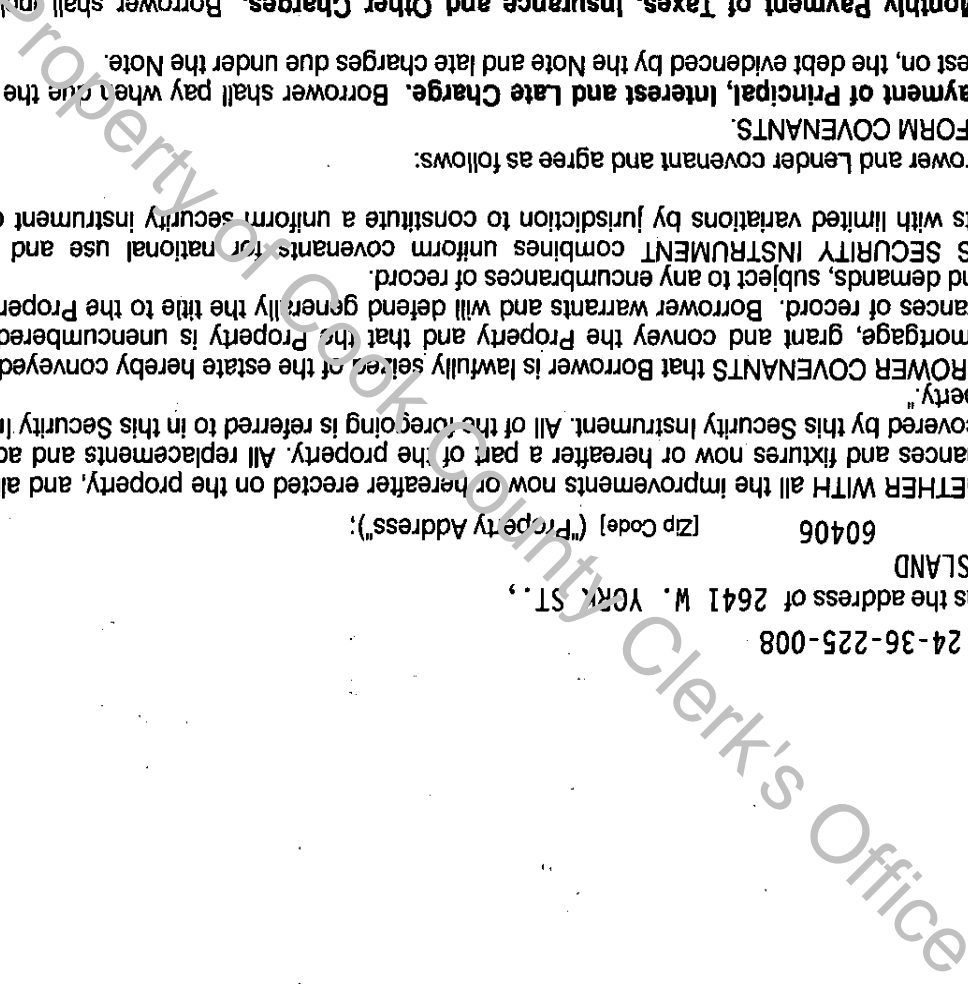 24-36-225-008
s the address of 2641 W. YORK ST.,
SLAND
60406 [Zip Code] ("Property Address");
ETHER WITH all the improvements now or hereafter erected on the property, and al
ances and fixtures now or hereafter a part of the property. All replacements and ad
covered by this Security Instrument. All of the foregoing is referred to in this Security I
perty."
ROWER COVENANTS that Borrower is lawfully seized of the estate hereby conveyed
mortgage, grant and convey the Property and that the Property is unencumbered
ances of record. Borrower warrants and will defend generally the title to the Proper
nd demands, subject to any encumbrances of record.
S SECURITY INSTRUMENT combines uniform covenants for national use and
ts with limited variations by jurisdiction to constitute a uniform security instrument c
rower and Lender covenant and agree as follows:
FORM COVENANTS.
ayment of Principal, Interest and Late Charge. Borrower shall pay when due the
est on, the debt evidenced by the Note and late charges due under the Note.
Monthly Payment of Taxes, Insurance and Other Charges. Borrower shall incl
Property of Cook County Clerk's Office